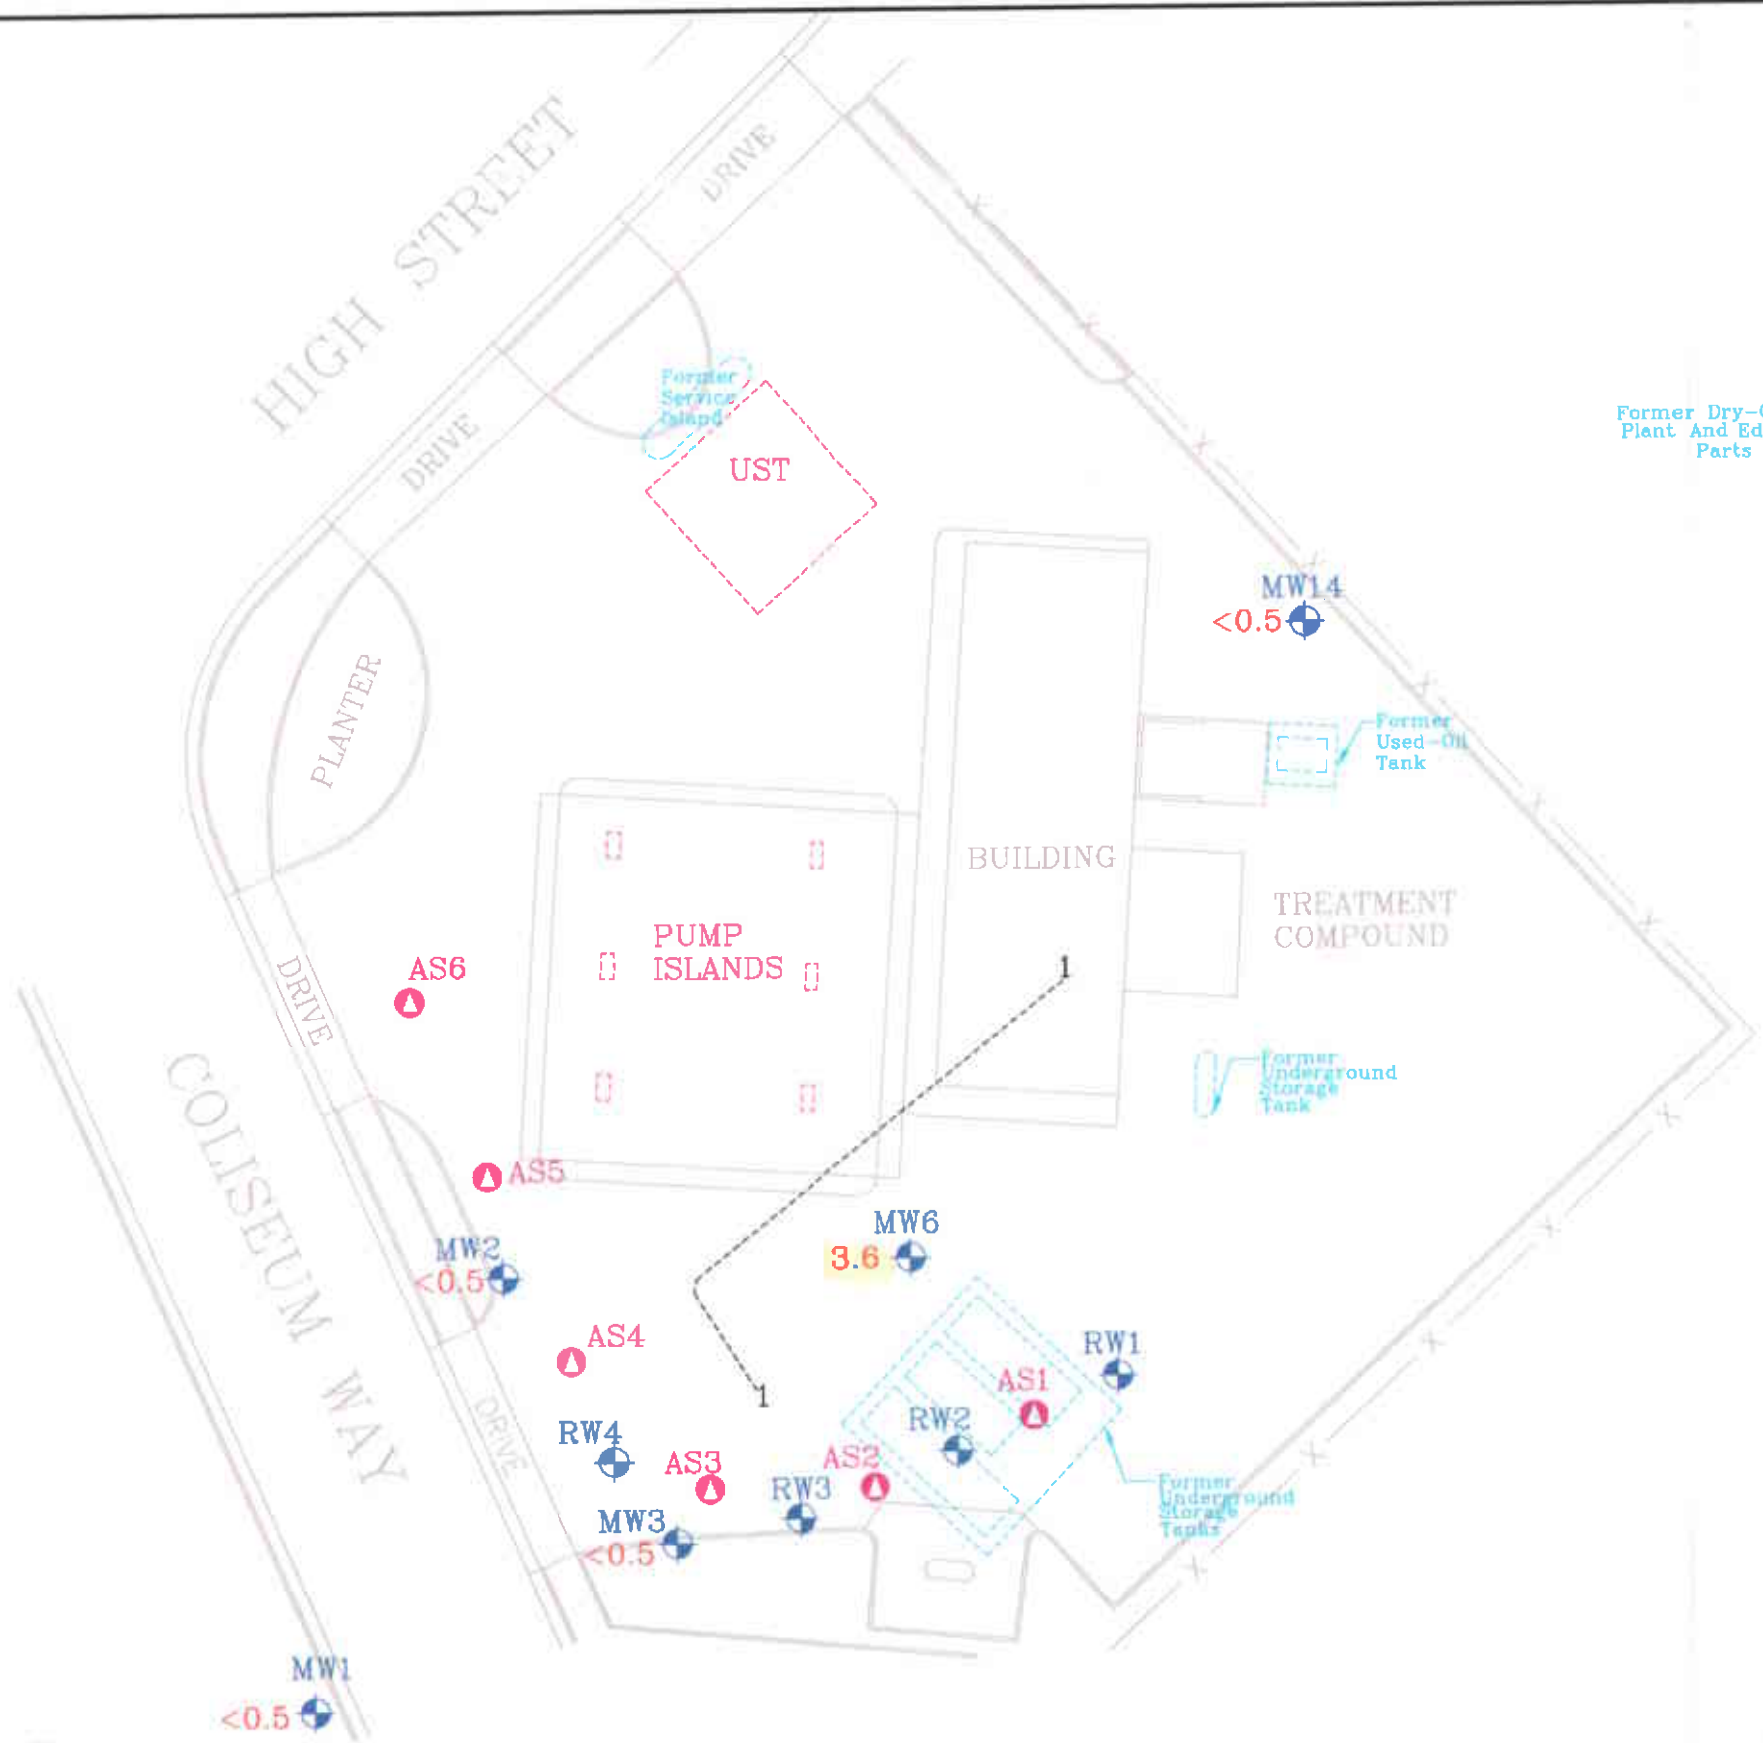 HIGH STREET
DRIVE
DRIVE
Former
Service
Island
UST
Former Dry-
Plant And Ed
Parts
MW14
<0.5
PLANTER
Former
Used-Oil
Tank
BUILDING
TREATMENT
COMPOUND
PUMP
ISLANDS
1
AS6
DRIVE
Former
Underground
Storage
Tank
COLISEUM WAY
AS5
MW6
3.6
MW2
<0.5
AS4
RW1
1
AS1
RW2
DRIVE
RW4
AS3
AS2
RW3
Former
Underground
Storage
Tanks
MW3
<0.5
MW1
<0.5
X
X
X
X
X
X
X
X
X
X
X
X
X